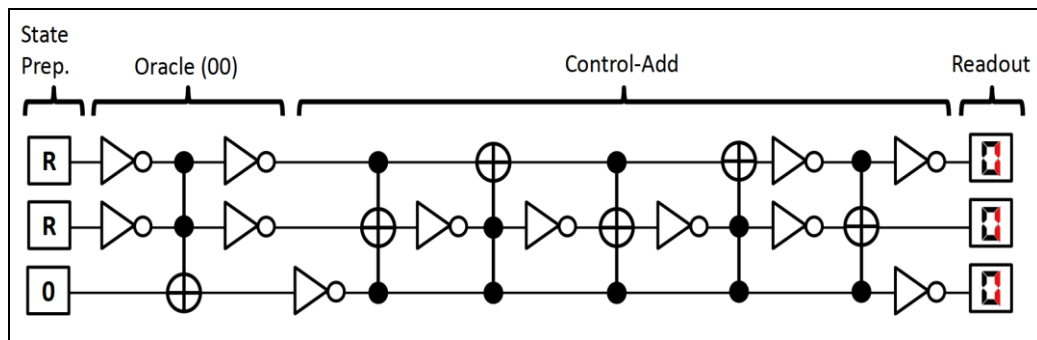 State
Prep.
Oracle (00)
Control-Add
Readout
R
R
0